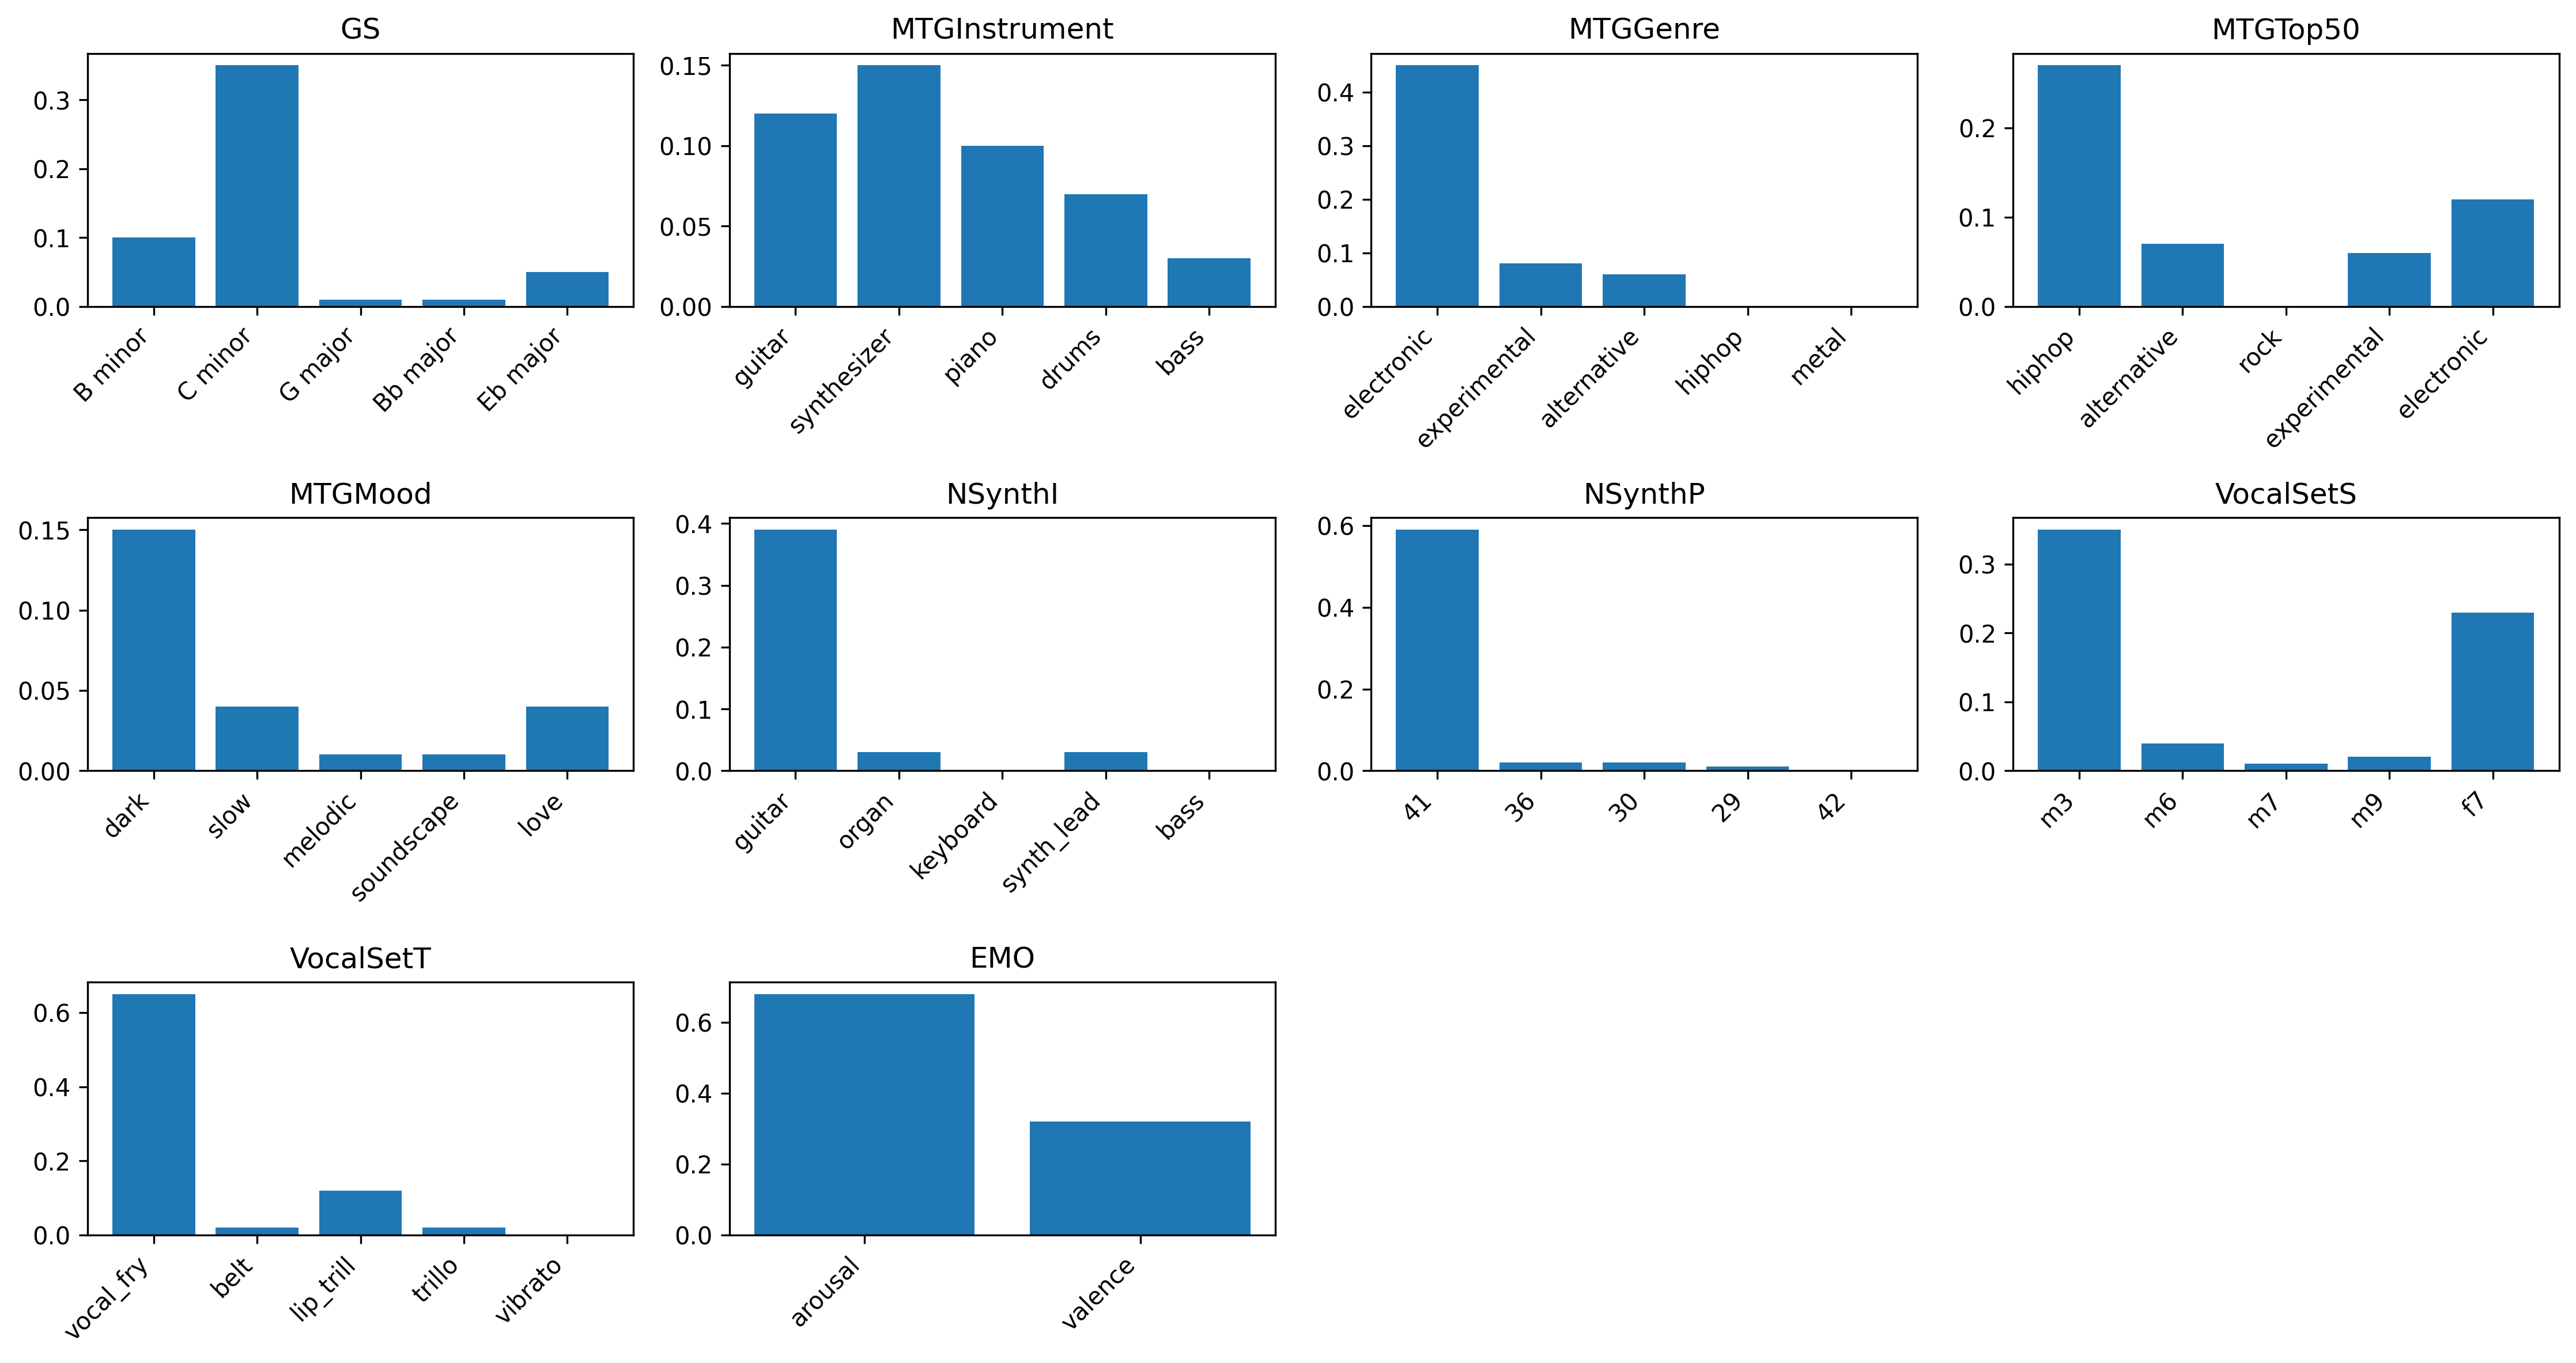 GS
0.3
0.2
0.1
0.0
B minor
C minor
G major
Bb major
Eb major
MTGInstrument
0.15
0.10
0.05
0.00
guitar
synthesizer
piano
drums
bass
MTGGenre
0.4
0.3
0.2
0.1
0.0
electronic
experimental
alternative
hiphop
metal
MTGTop50
0.2
0.1
0.0
hiphop
alternative
rock
experimental
electronic
MTGMood
0.15
0.10
0.05
0.00
dark
slow
melodic
soundscape
love
NSynthI
0.4
0.3
0.2
0.1
0.0
guitar
organ
keyboard
synth_lead
bass
NSynthP
0.6
0.4
0.2
0.0
41
36
30
29
42
VocalSetS
0.3
0.2
0.1
0.0
m3
m6
m7
m9
f7
VocalSetT
0.6
0.4
0.2
0.0
vocal_fry
belt
lip_trill
trillo
vibrato
EMO
0.6
0.4
0.2
0.0
arousal
valence